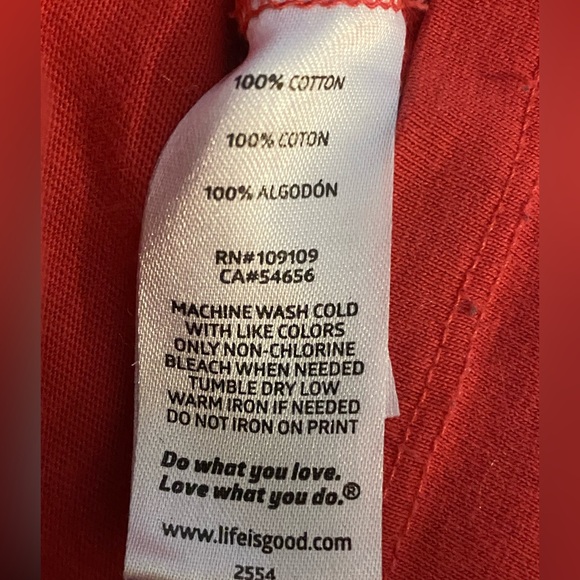 100% COTTON
100% COTON
100% ALGODÓN
RN#109109
CA#54656
MACHINE WASH COLD
WITH LIKE COLORS
ONLY NON-CHLORINE
BLEACH WHEN NEEDED
TUMBLE DRY LOW
WARM IRON IF NEEDED
DO NOT IRON ON PRINT
Do what you love.
Love what you do.®
www.lifeisgood.com
2554